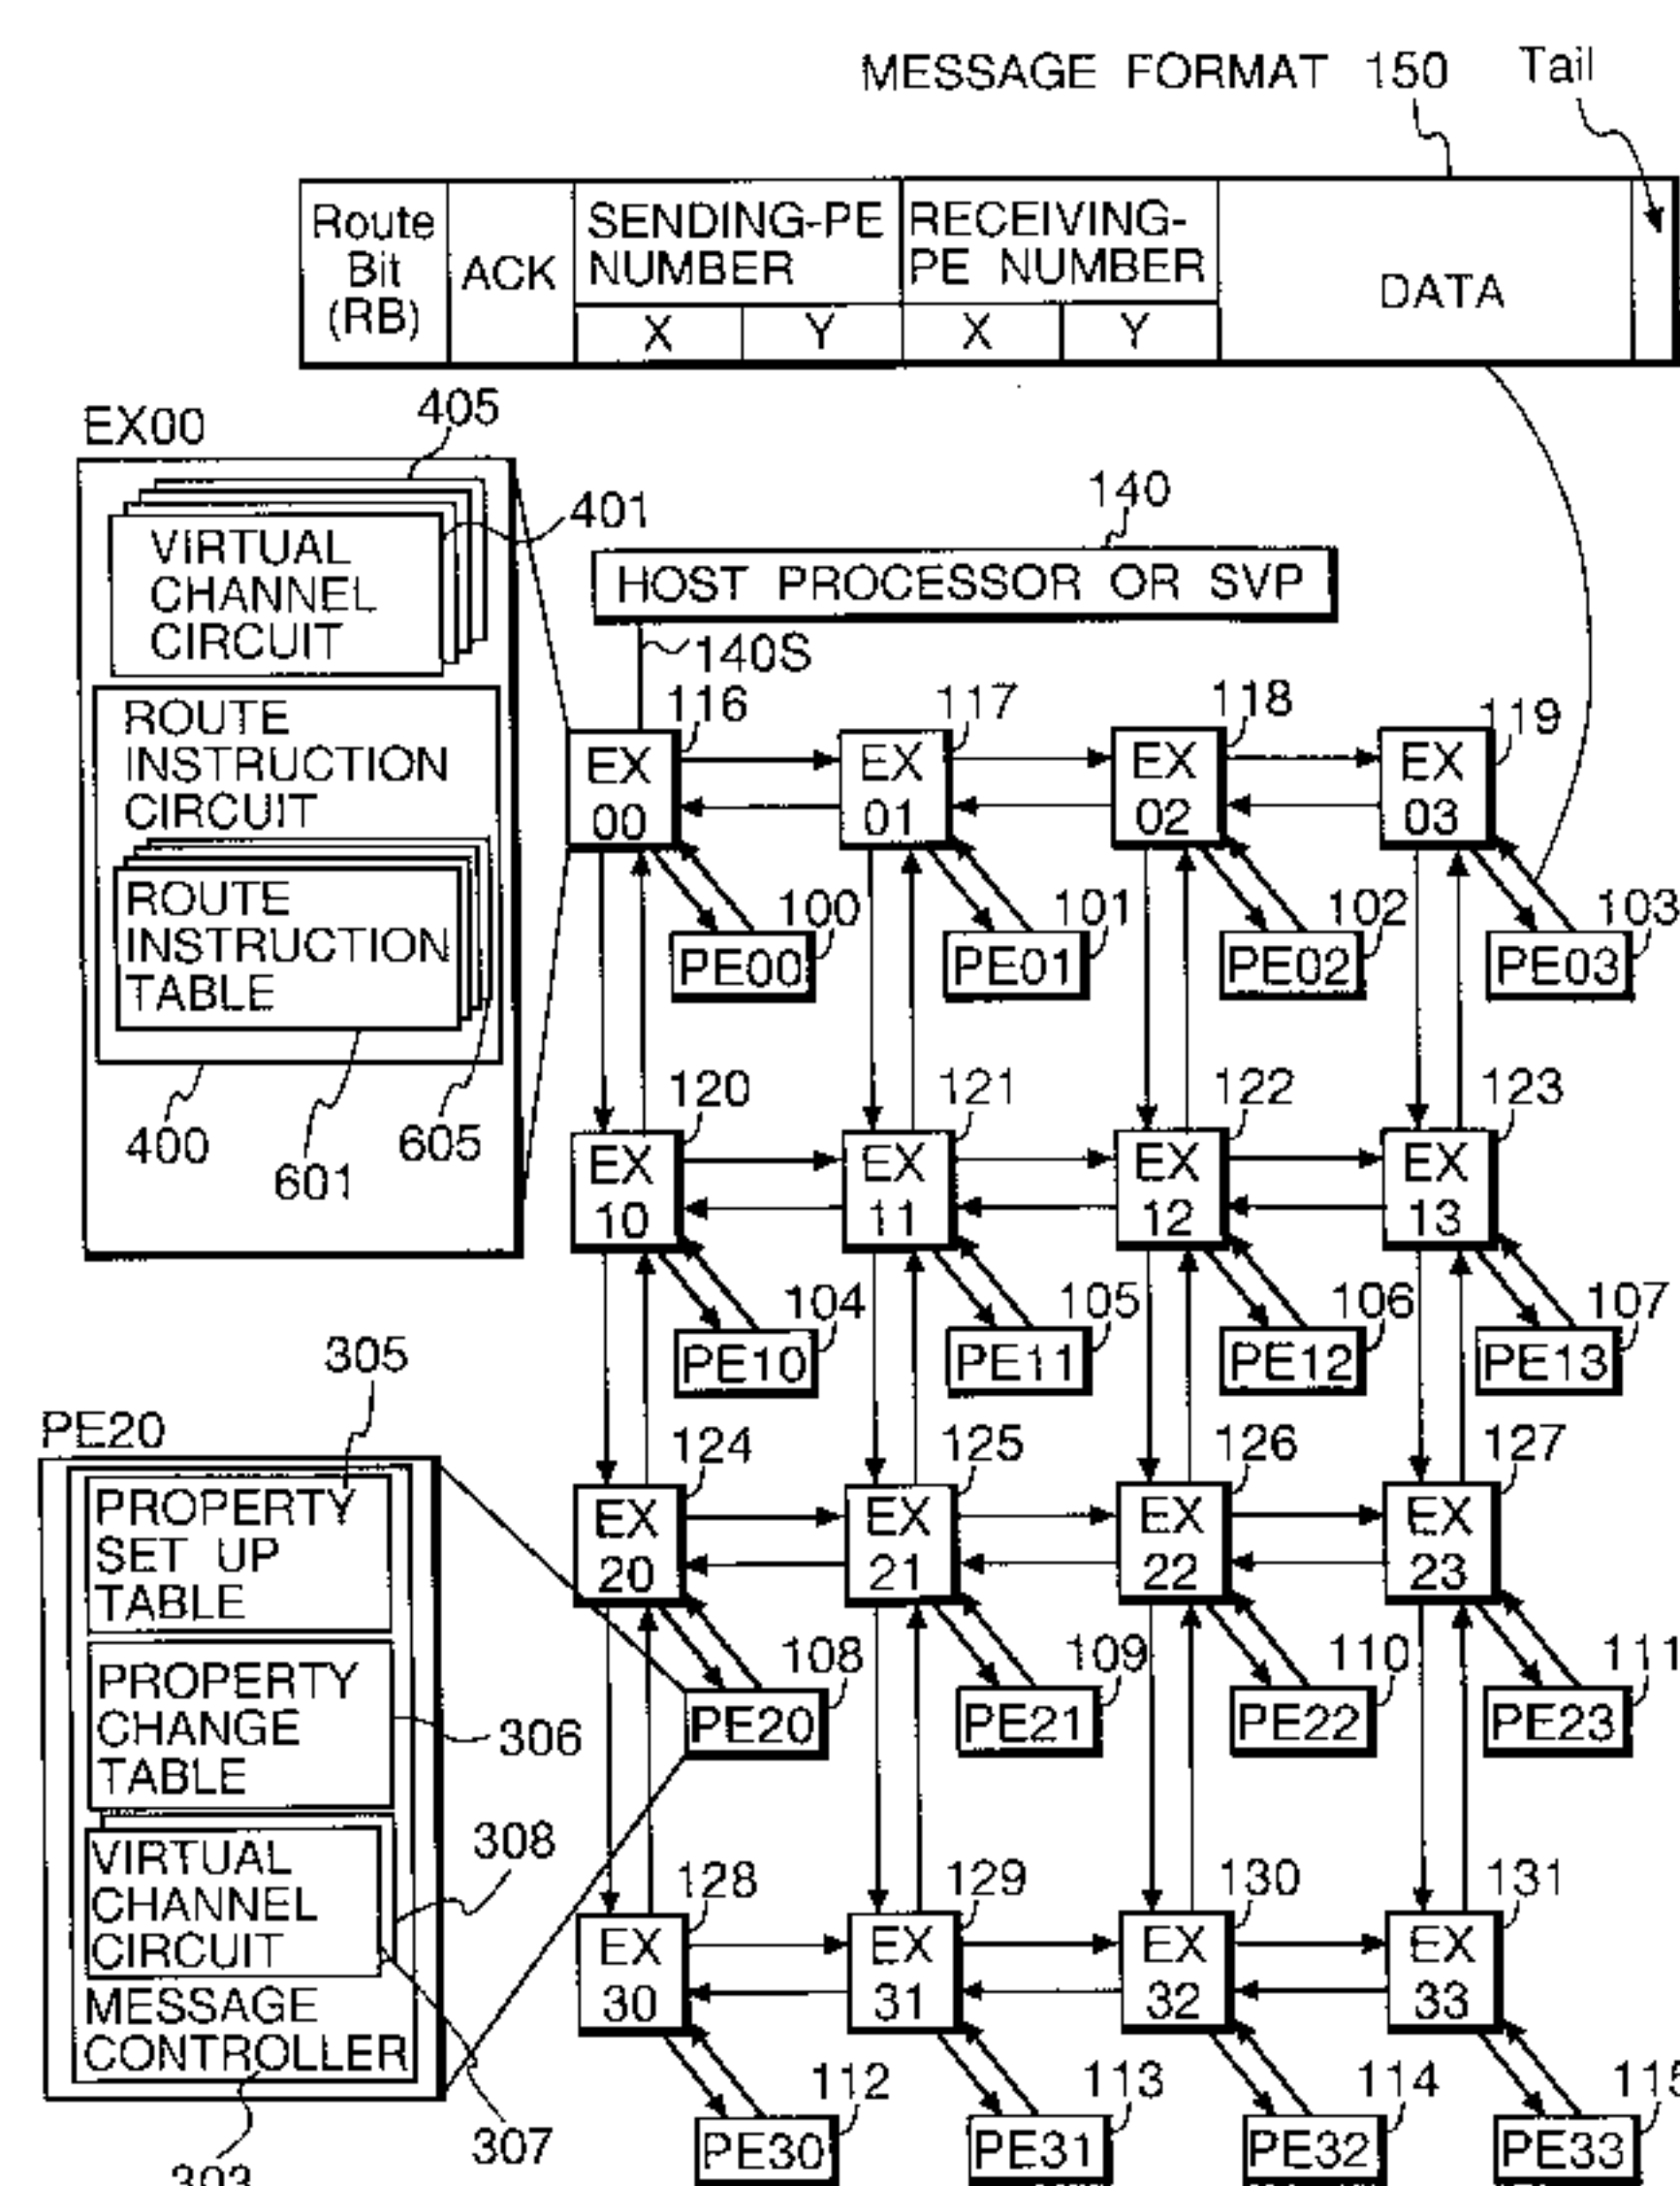 MESSAGE FORMAT 150 Tail
Route Bit (RB)
ACK
SENDING-PE NUMBER
X Y
RECEIVING-PE NUMBER
X Y
DATA
EX00
405
401
VIRTUAL
CHANNEL
CIRCUIT
ROUTE
INSTRUCTION
CIRCUIT
ROUTE
INSTRUCTION
TABLE
400
601
605
140
HOST PROCESSOR OR SVP
140S
116 117 118 119
EX 00 EX 01 EX 02 EX 03
100 101 102 103
PE00 PE01 PE02 PE03
120 121 122 123
EX 10 EX 11 EX 12 EX 13
104 105 106 107
PE10 PE11 PE12 PE13
305
PE20
PROPERTY
SET UP
TABLE
PROPERTY
CHANGE
TABLE
306
VIRTUAL
CHANNEL
CIRCUIT
308
MESSAGE
CONTROLLER
307
303
124 125 126 127
EX 20 EX 21 EX 22 EX 23
108 109 110 111
PE20 PE21 PE22 PE23
128 129 130 131
EX 30 EX 31 EX 32 EX 33
112 113 114 115
PE30 PE31 PE32 PE33